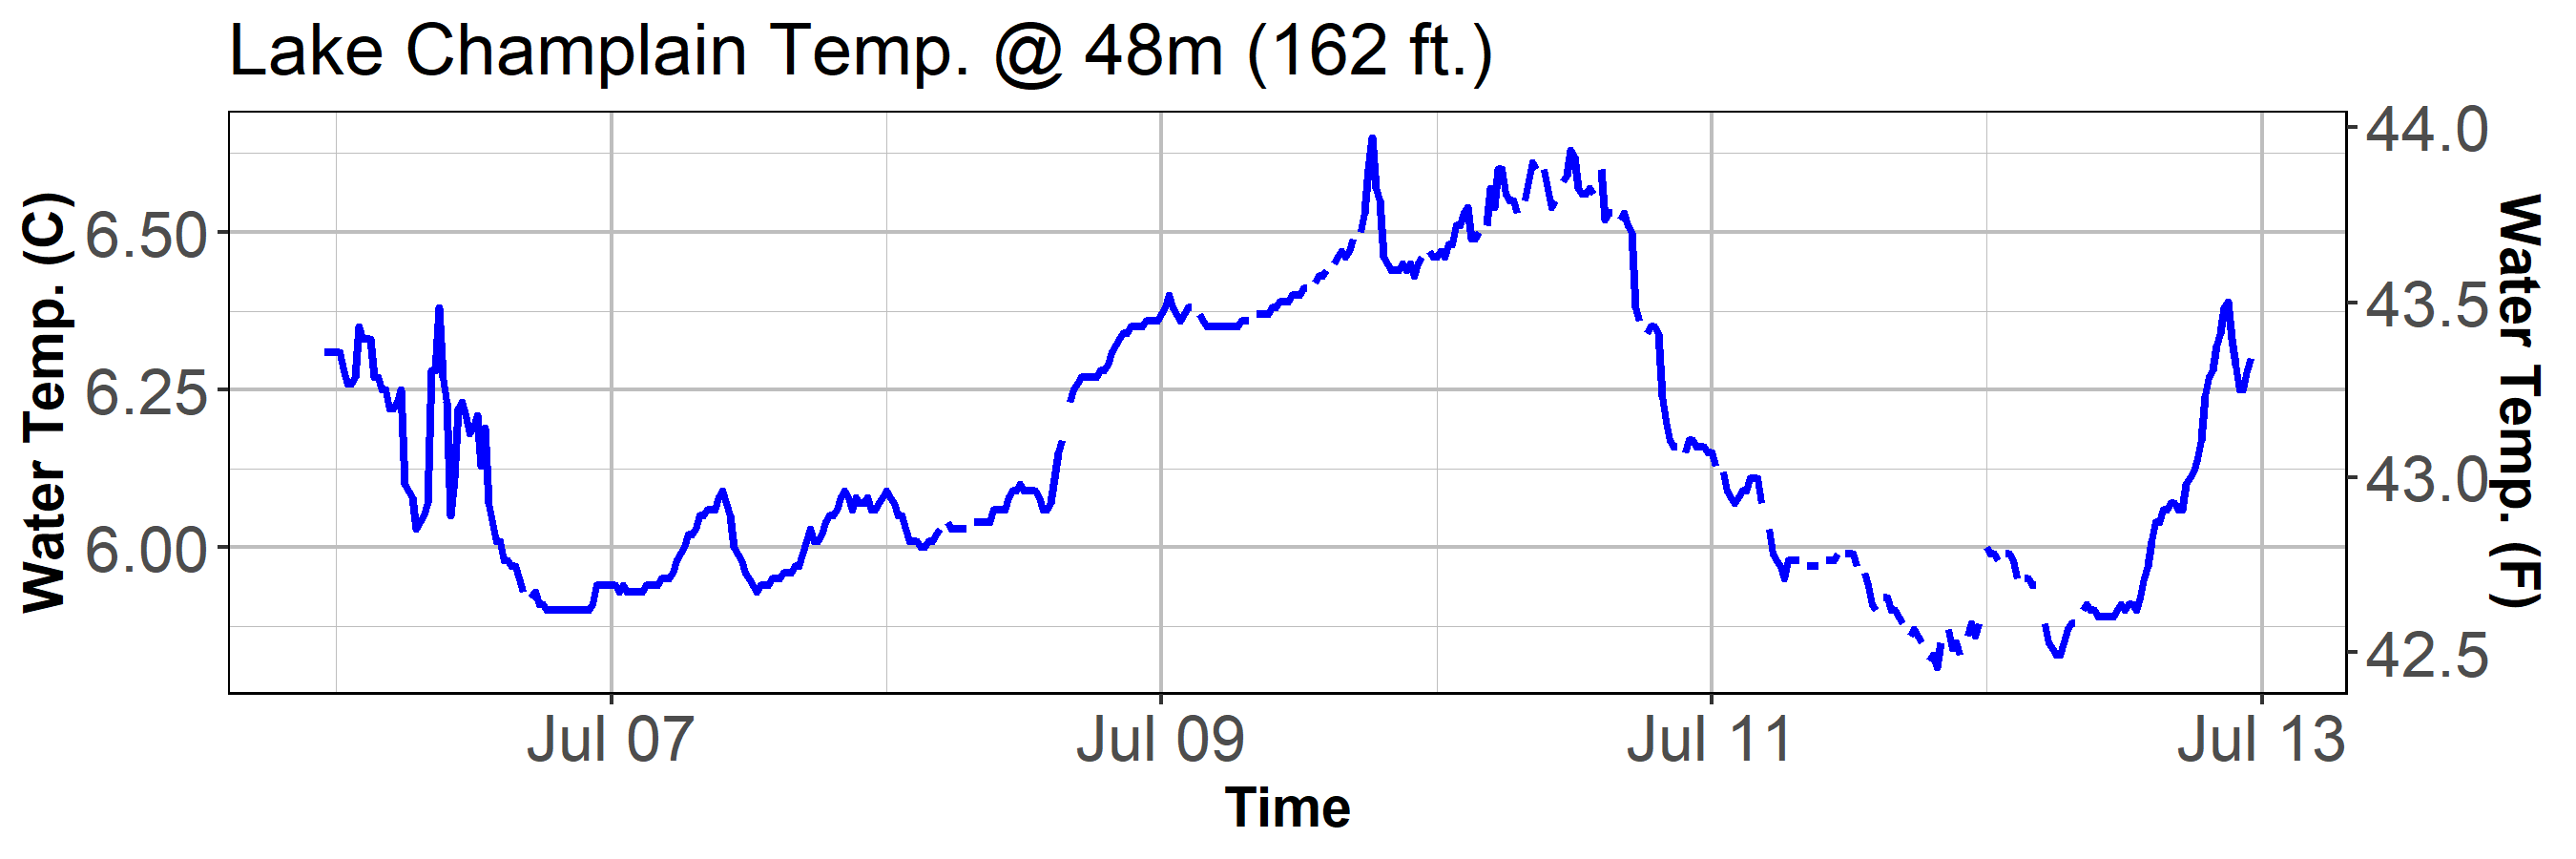 Lake Champlain Temp. @ 48m (162 ft.)
Water Temp. (C)
6.50
6.25
6.00
44.0
43.5
43.0
42.5
Water Temp. (F)
Jul 07
Jul 09
Jul 11
Jul 13
Time